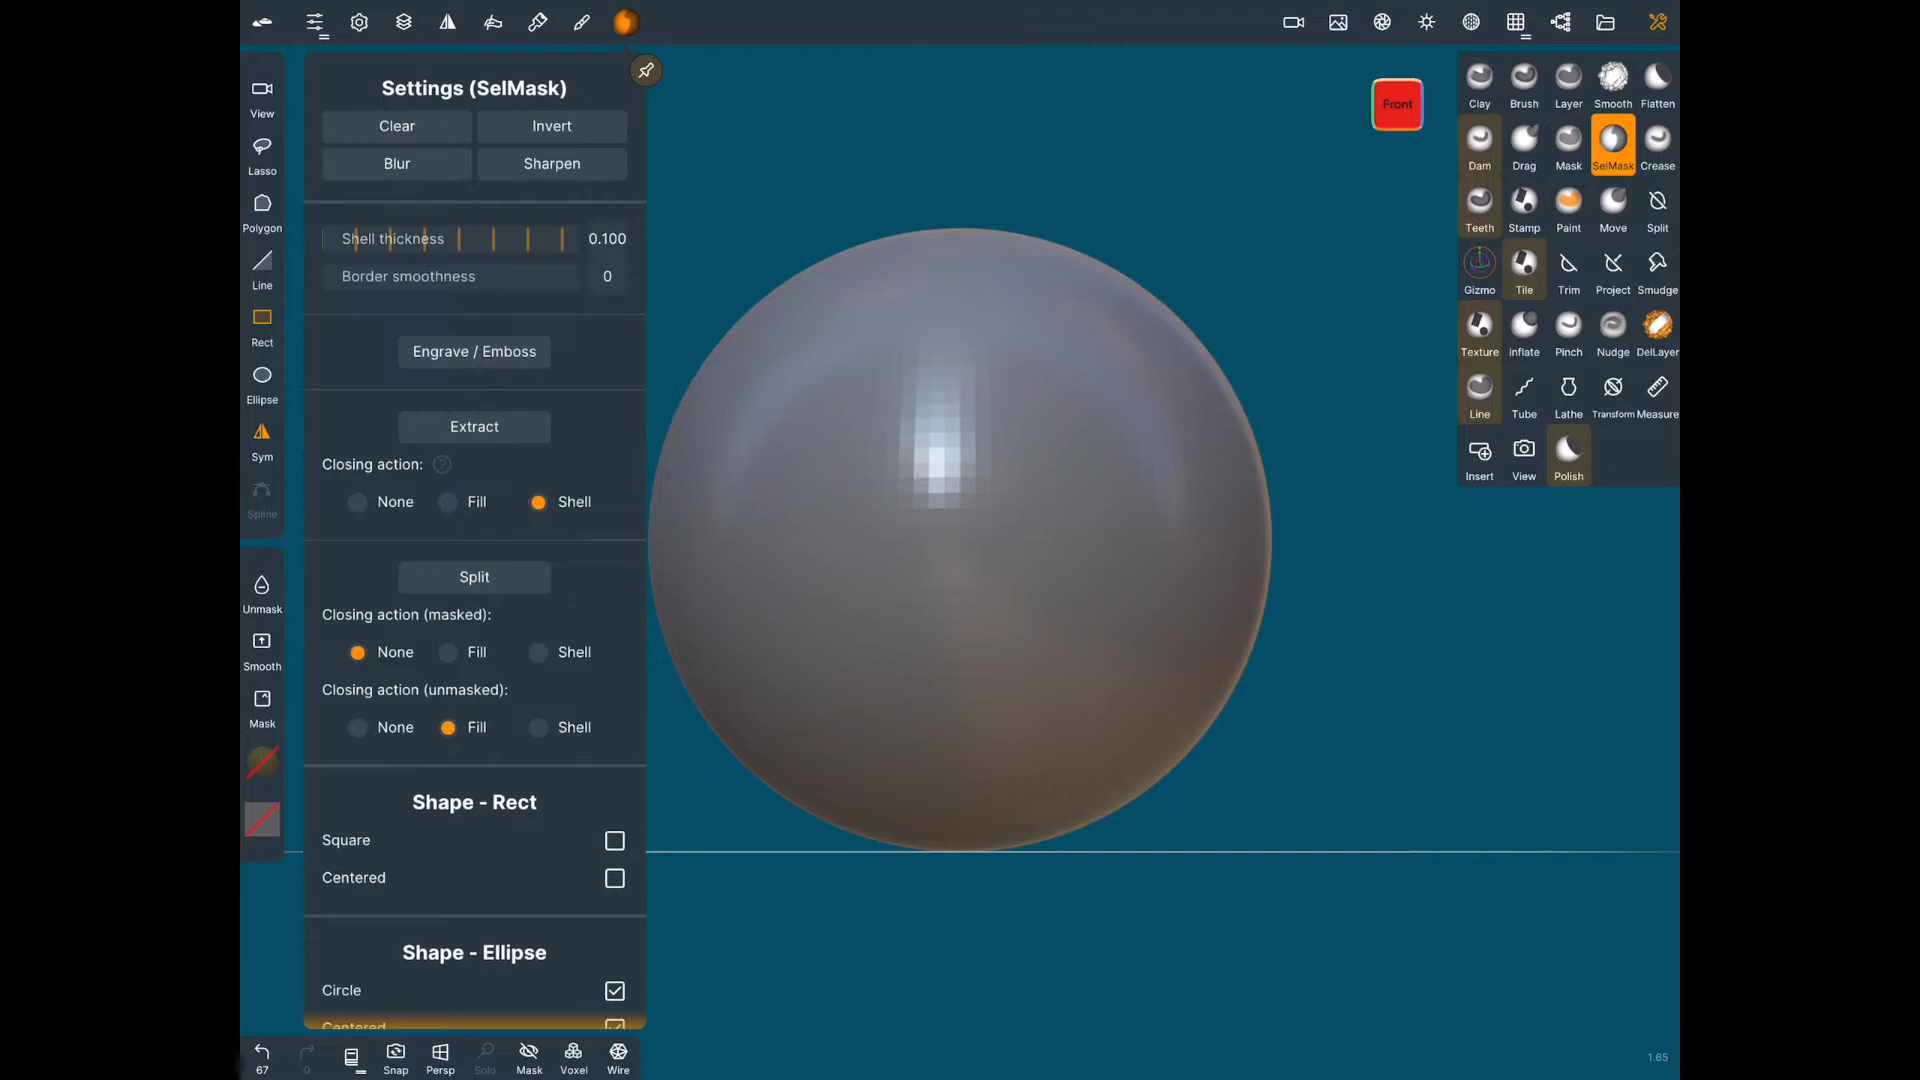 Settings (SelMask)
Clear
Invert
Blur
Sharpen
Shell thickness
0.100
Border smoothness
0
Engrave / Emboss
Extract
Closing action:
?
None
Fill
Shell
Split
Closing action (masked):
None
Fill
Shell
Closing action (unmasked):
None
Fill
Shell
Shape - Rect
Square
Centered
Shape - Ellipse
Circle
Centered
View
Lasso
Polygon
Line
Rect
Ellipse
Sym
Spline
Unmask
Smooth
Mask
67
0
Snap
Persp
Solo
Mask
Voxel
Wire
Front
Clay
Brush
Layer
Smooth
Flatten
Dam
Drag
Mask
SelMask
Crease
Teeth
Stamp
Paint
Move
Split
Gizmo
Tile
Trim
Project
Smudge
Texture
Inflate
Pinch
Nudge
DelLayer
Line
Tube
Lathe
Transform
Measure
Insert
View
Polish
1.65